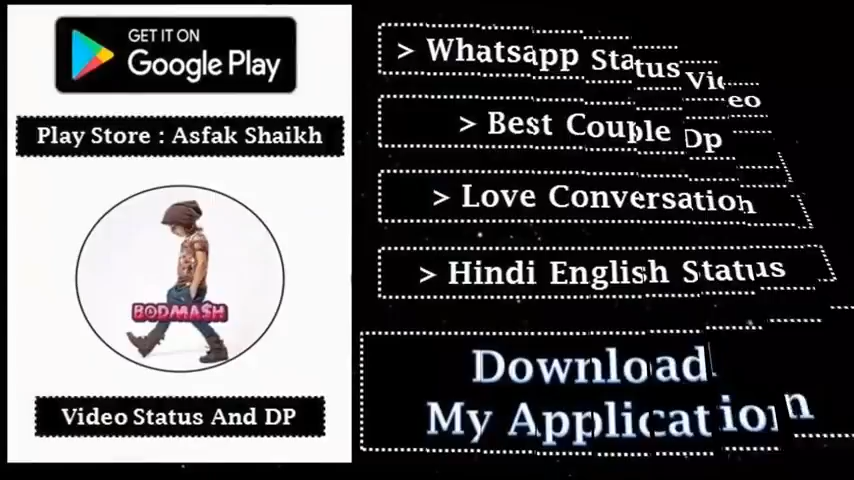 GET IT ON
Google Play
Play Store : Asfak Shaikh
BODMASH
Video Status And DP
> Whatsapp Status Video
> Best Couple Dp
> Love Conversation
> Hindi English Status
Download
My Application